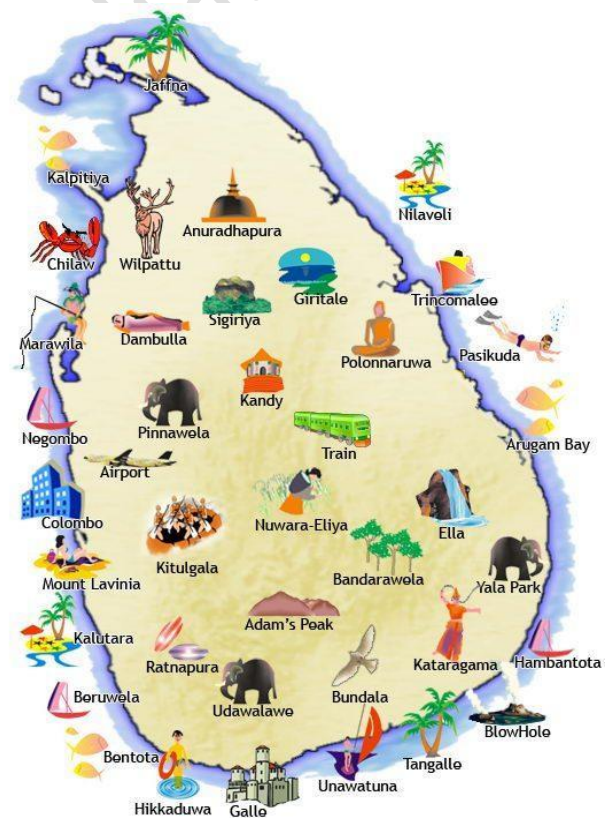 Jaffna
Kalpitiya
Nilaveli
Anuradhapura
Chilaw
Wilpattu
Giritale
Trincomalee
Sigiriya
Marawila
Dambulla
Polonnaruwa
Pasikuda
Kandy
Negombo
Pinnawela
Train
Arugam Bay
Airport
Colombo
Nuwara-Eliya
Ella
Kitulgala
Mount Lavinia
Bandarawela
Yala Park
Adam's Peak
Kalutara
Ratnapura
Kataragama
Hambantota
Beruwela
Udawalawe
Bundala
BlowHole
Bentota
Tangalle
Unawatuna
Hikkaduwa
Galle